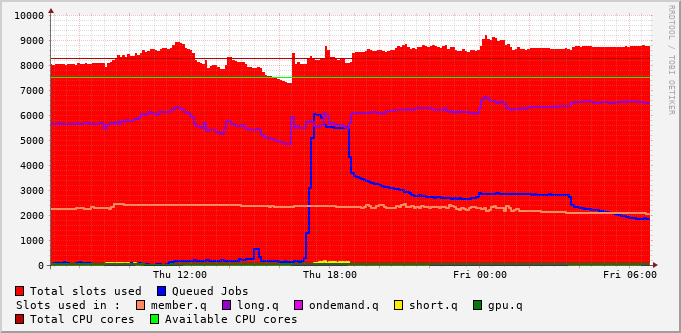 10000
9000
8000
7000
6000
5000
4000
3000
2000
1000
0
Thu 12:00 Thu 18:00 Fri 00:00 Fri 06:00
RRDTOOL / TOBI OETIKER
Total slots used Queued Jobs
Slots used in : member.q long.q ondemand.q short.q gpu.q
Total CPU cores Available CPU cores